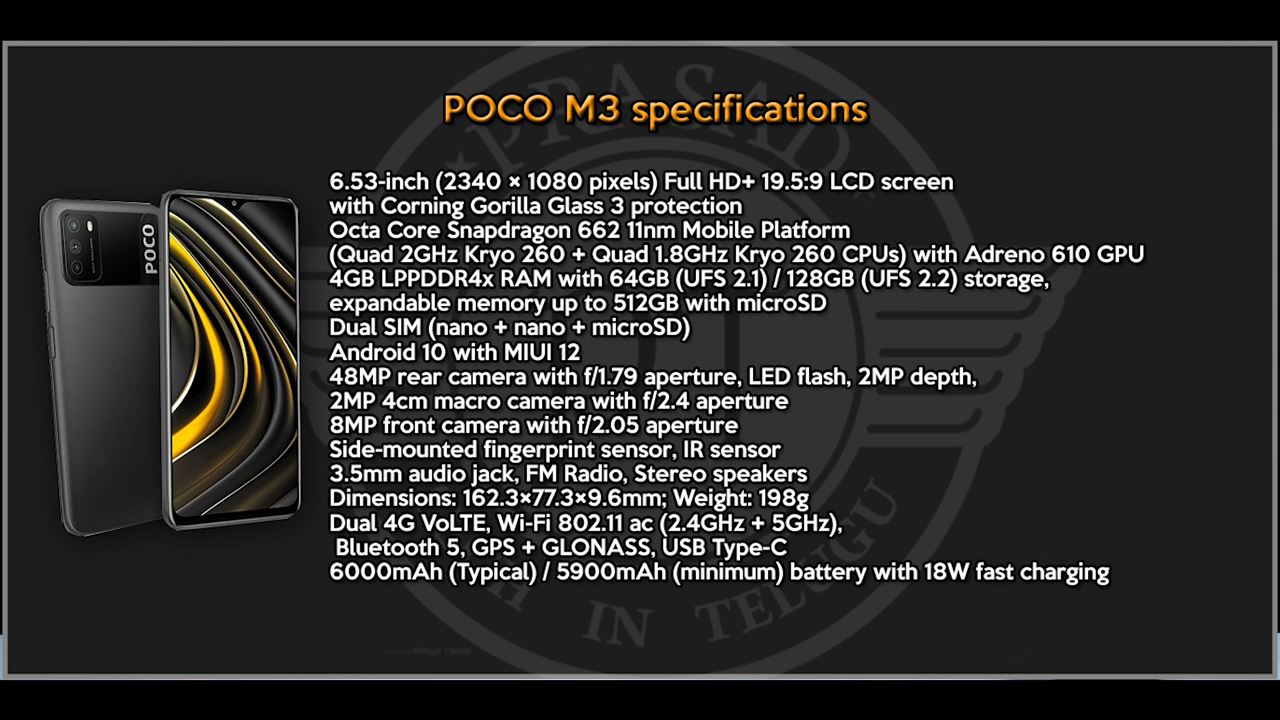 POCO M3 specifications
6.53-inch (2340 × 1080 pixels) Full HD+ 19.5:9 LCD screen
with Corning Gorilla Glass 3 protection
Octa Core Snapdragon 662 11nm Mobile Platform
(Quad 2GHz Kryo 260 + Quad 1.8GHz Kryo 260 CPUs) with Adreno 610 GPU
4GB LPPDDR4x RAM with 64GB (UFS 2.1) / 128GB (UFS 2.2) storage,
expandable memory up to 512GB with microSD
Dual SIM (nano + nano + microSD)
Android 10 with MIUI 12
48MP rear camera with f/1.79 aperture, LED flash, 2MP depth,
2MP 4cm macro camera with f/2.4 aperture
8MP front camera with f/2.05 aperture
Side-mounted fingerprint sensor, IR sensor
3.5mm audio jack, FM Radio, Stereo speakers
Dimensions: 162.3×77.3×9.6mm; Weight: 198g
Dual 4G VoLTE, Wi-Fi 802.11 ac (2.4GHz + 5GHz),
Bluetooth 5, GPS + GLONASS, USB Type-C
6000mAh (Typical) / 5900mAh (minimum) battery with 18W fast charging
POCO
PRASAD
IN TELUGU